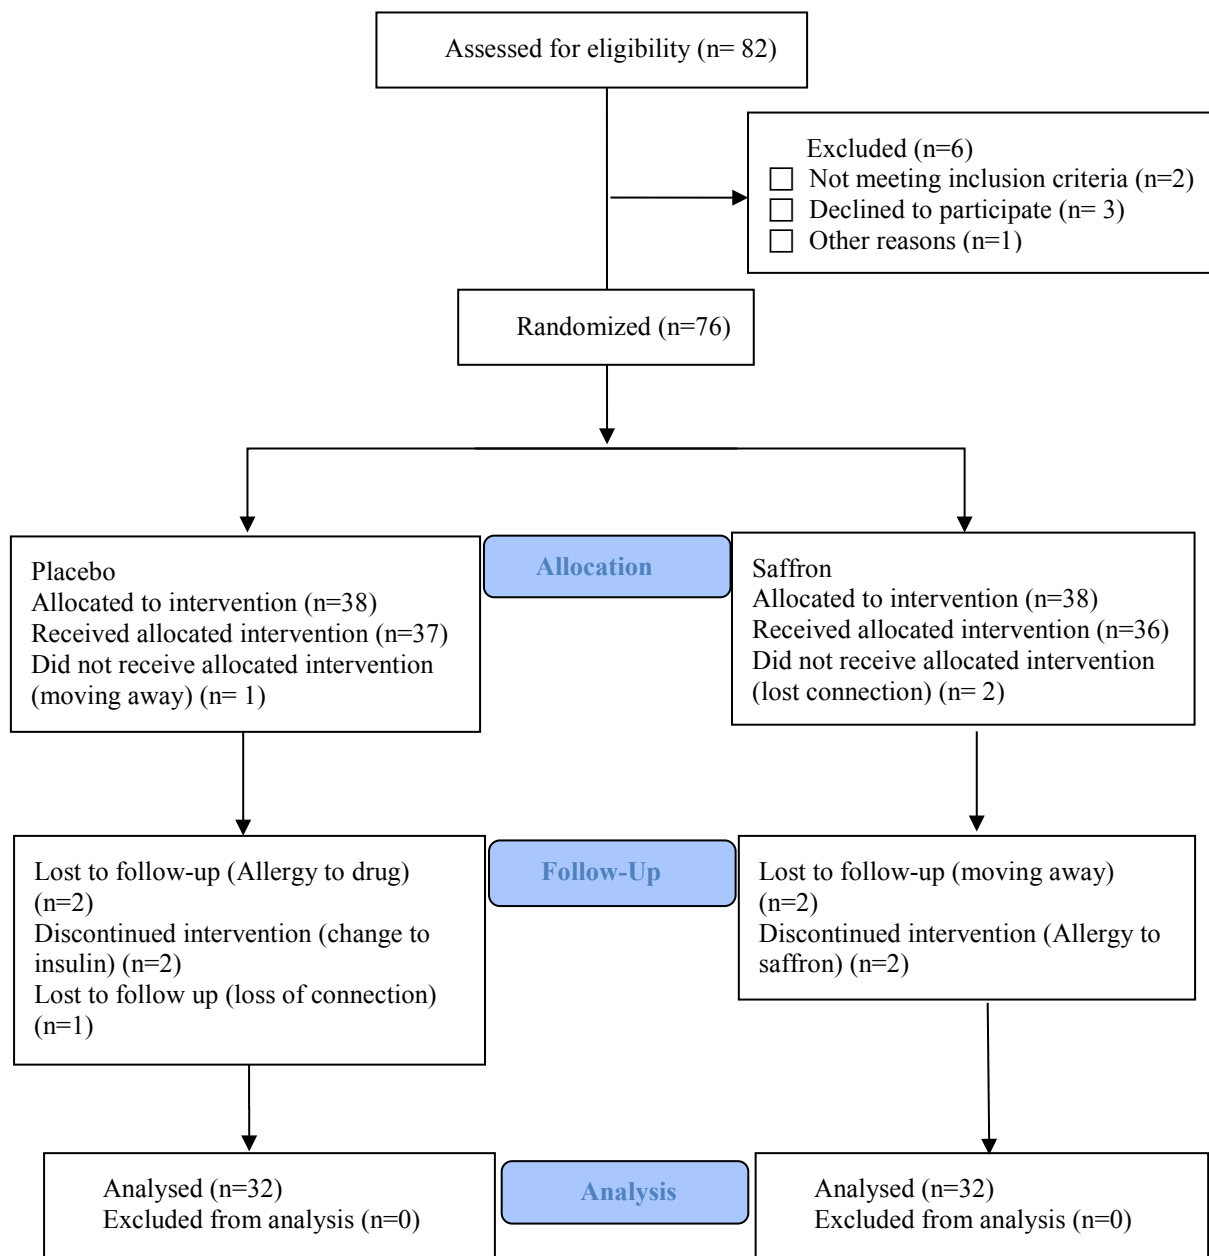 Assessed for eligibility (n= 82)
Excluded (n=6)
Not meeting inclusion criteria (n=2)
Declined to participate (n= 3)
Other reasons (n=1)
Randomized (n=76)
Allocation
Placebo
Allocated to intervention (n=38)
Received allocated intervention (n=37)
Did not receive allocated intervention
(moving away) (n= 1)
Saffron
Allocated to intervention (n=38)
Received allocated intervention (n=36)
Did not receive allocated intervention
(lost connection) (n= 2)
Follow-Up
Lost to follow-up (Allergy to drug)
(n=2)
Discontinued intervention (change to
insulin) (n=2)
Lost to follow up (loss of connection)
(n=1)
Lost to follow-up (moving away)
(n=2)
Discontinued intervention (Allergy to
saffron) (n=2)
Analysis
Analysed (n=32)
Excluded from analysis (n=0)
Analysed (n=32)
Excluded from analysis (n=0)